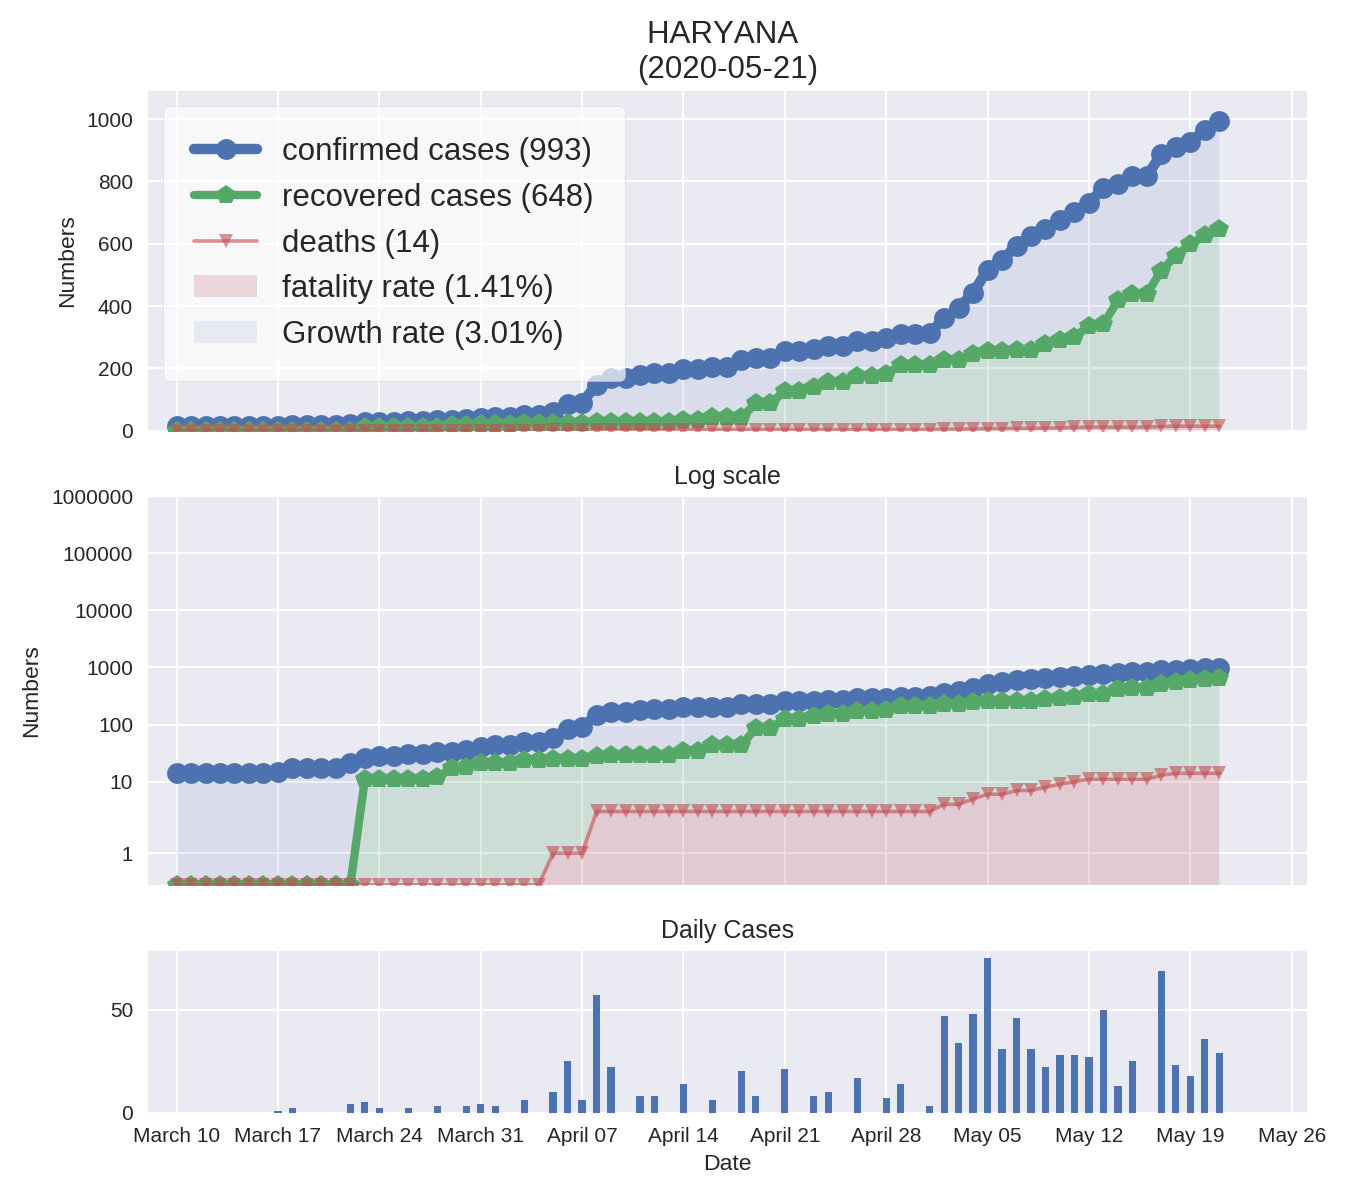 HARYANA
(2020-05-21)
1000
800
600
400
200
0
Numbers
confirmed cases (993)
recovered cases (648)
deaths (14)
fatality rate (1.41%)
Growth rate (3.01%)
Log scale
1000000
100000
10000
1000
100
10
1
Numbers
Daily Cases
50
0
March 10 March 17 March 24 March 31 April 07 April 14 April 21 April 28 May 05 May 12 May 19 May 26
Date